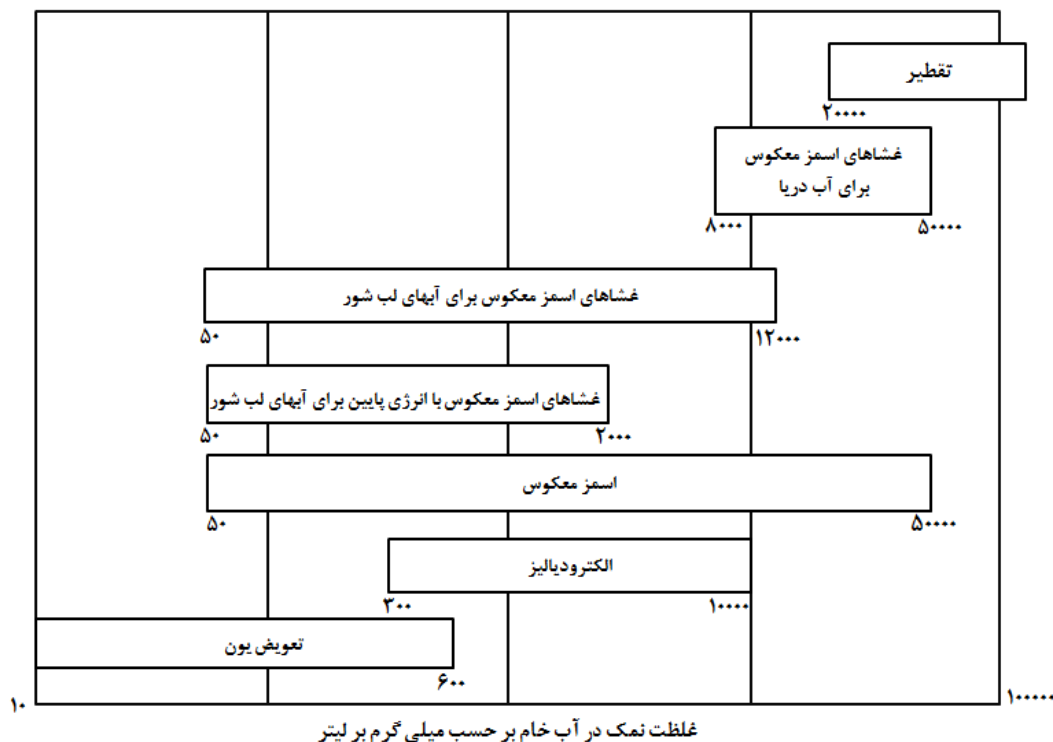 تقطیر
۲۰۰۰۰
غشاهای اسمز معکوس
برای آب دریا
۸۰۰۰
۵۰۰۰۰
غشاهای اسمز معکوس برای آبهای لب شور
۵۰
۱۲۰۰۰
غشاهای اسمز معکوس با انرژی پایین برای آبهای لب شور
۵۰
۲۰۰۰
اسمز معکوس
۵۰
۵۰۰۰۰
الکترودیالیز
۳۰۰
۱۰۰۰۰
تعویض یون
۶۰۰
۱۰
۱۰۰۰۰۰
غلظت نمک در آب خام بر حسب میلی گرم بر لیتر